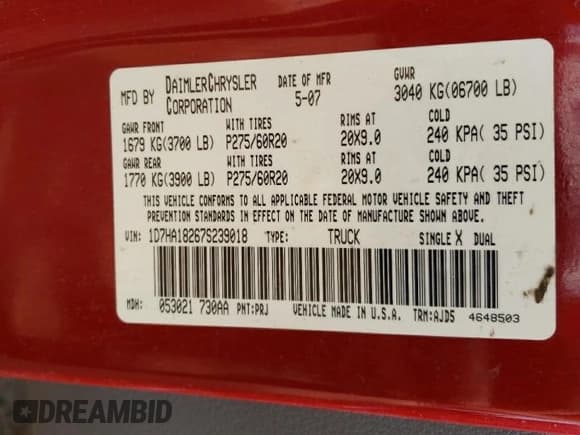 MFD BY DAIMLERCHRYSLER CORPORATION DATE OF MFR 5-07 GVWR 3040 KG(06700 LB)
GAWR FRONT WITH TIRES RIMS AT COLD
1679 KG(3700 LB) P275/60R20 20X9.0 240 KPA( 35 PSI)
GAWR REAR WITH TIRES RIMS AT COLD
1770 KG(3900 LB) P275/60R20 20X9.0 240 KPA( 35 PSI)
THIS VEHICLE CONFORMS TO ALL APPLICABLE FEDERAL MOTOR VEHICLE SAFETY AND THEFT
PREVENTION STANDARDS IN EFFECT ON THE DATE OF MANUFACTURE SHOWN ABOVE.
VIN: 1D7HA18267S239018 TYPE: TRUCK SINGLE X DUAL
MDH: 053021 730AA PNT:PRJ VEHICLE MADE IN U.S.A. TRM:AJD5 4648503
DREAMBID